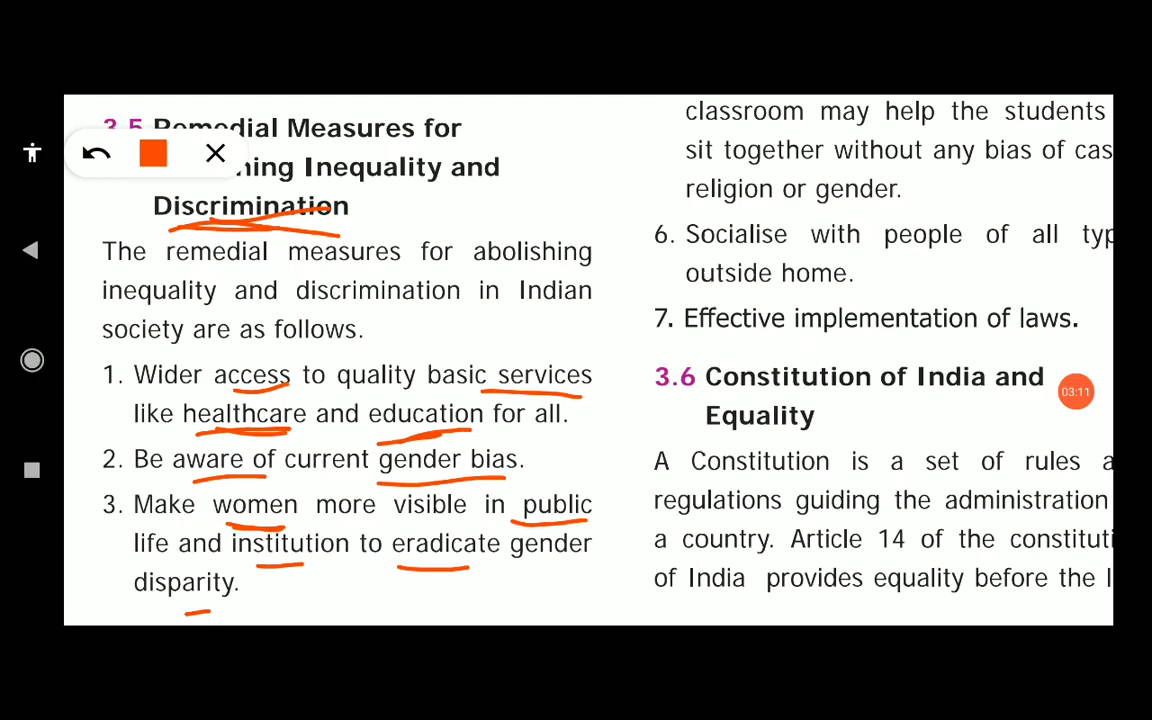 3.5 Remedial Measures for
Inequality and
Discrimination
The remedial measures for abolishing
inequality and discrimination in Indian
society are as follows.
1. Wider access to quality basic services
like healthcare and education for all.
2. Be aware of current gender bias.
3. Make women more visible in public
life and institution to eradicate gender
disparity.
classroom may help the students
sit together without any bias of cas
religion or gender.
6. Socialise with people of all typ
outside home.
7. Effective implementation of laws.
3.6 Constitution of India and
Equality
03:11
A Constitution is a set of rules a
regulations guiding the administration
a country. Article 14 of the constituti
of India provides equality before the l